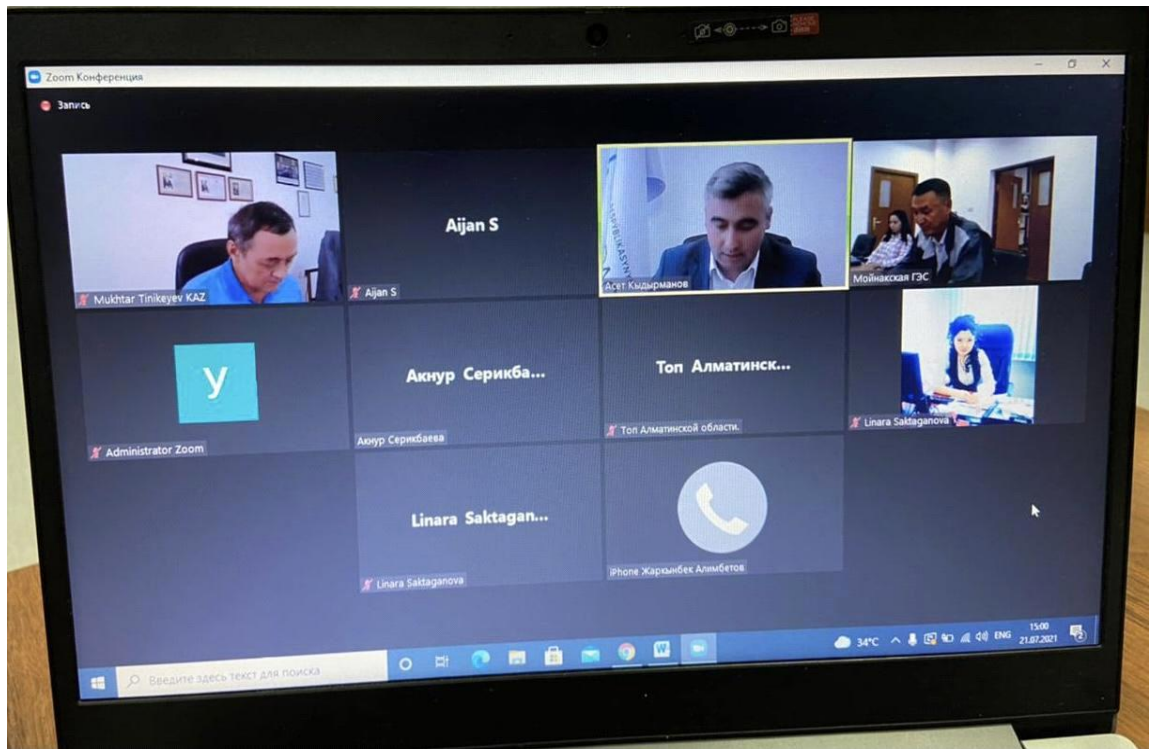 Zoom Конференция
Запись
Mukhtar Tinikeyev KAZ
Aijan S
Aijan S
Асет Кыдырманов
Мойнакская ГЭС
У
Administrator Zoom
Акнур Серикба...
Акнур Серикбаева
Топ Алматинск...
Топ Алматинской области.
Linara Saktaganova
Linara Saktagan...
Linara Saktaganova
iPhone Жаркынбек Алимбетов
Введите здесь текст для поиска
W
34°C
ENG
15:00
21.07.2021
2